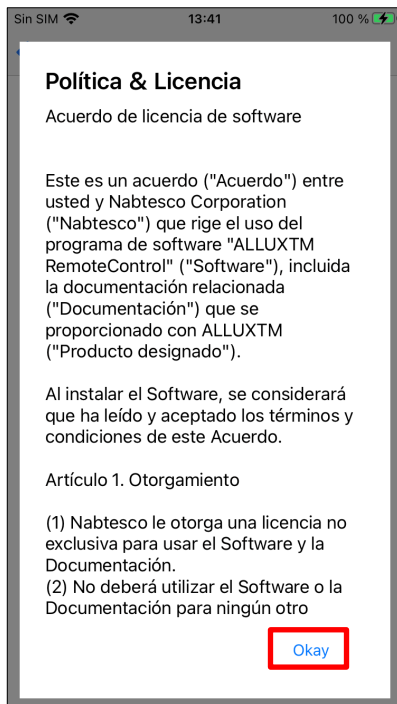 Sin SIM 13:41 100 %
Política & Licencia
Acuerdo de licencia de software
Este es un acuerdo ("Acuerdo") entre
usted y Nabtesco Corporation
("Nabtesco") que rige el uso del
programa de software "ALLUXTM
RemoteControl" ("Software"), incluida
la documentación relacionada
("Documentación") que se
proporcionado con ALLUXTM
("Producto designado").
Al instalar el Software, se considerará
que ha leído y aceptado los términos y
condiciones de este Acuerdo.
Artículo 1. Otorgamiento
(1) Nabtesco le otorga una licencia no
exclusiva para usar el Software y la
Documentación.
(2) No deberá utilizar el Software o la
Documentación para ningún otro
Okay